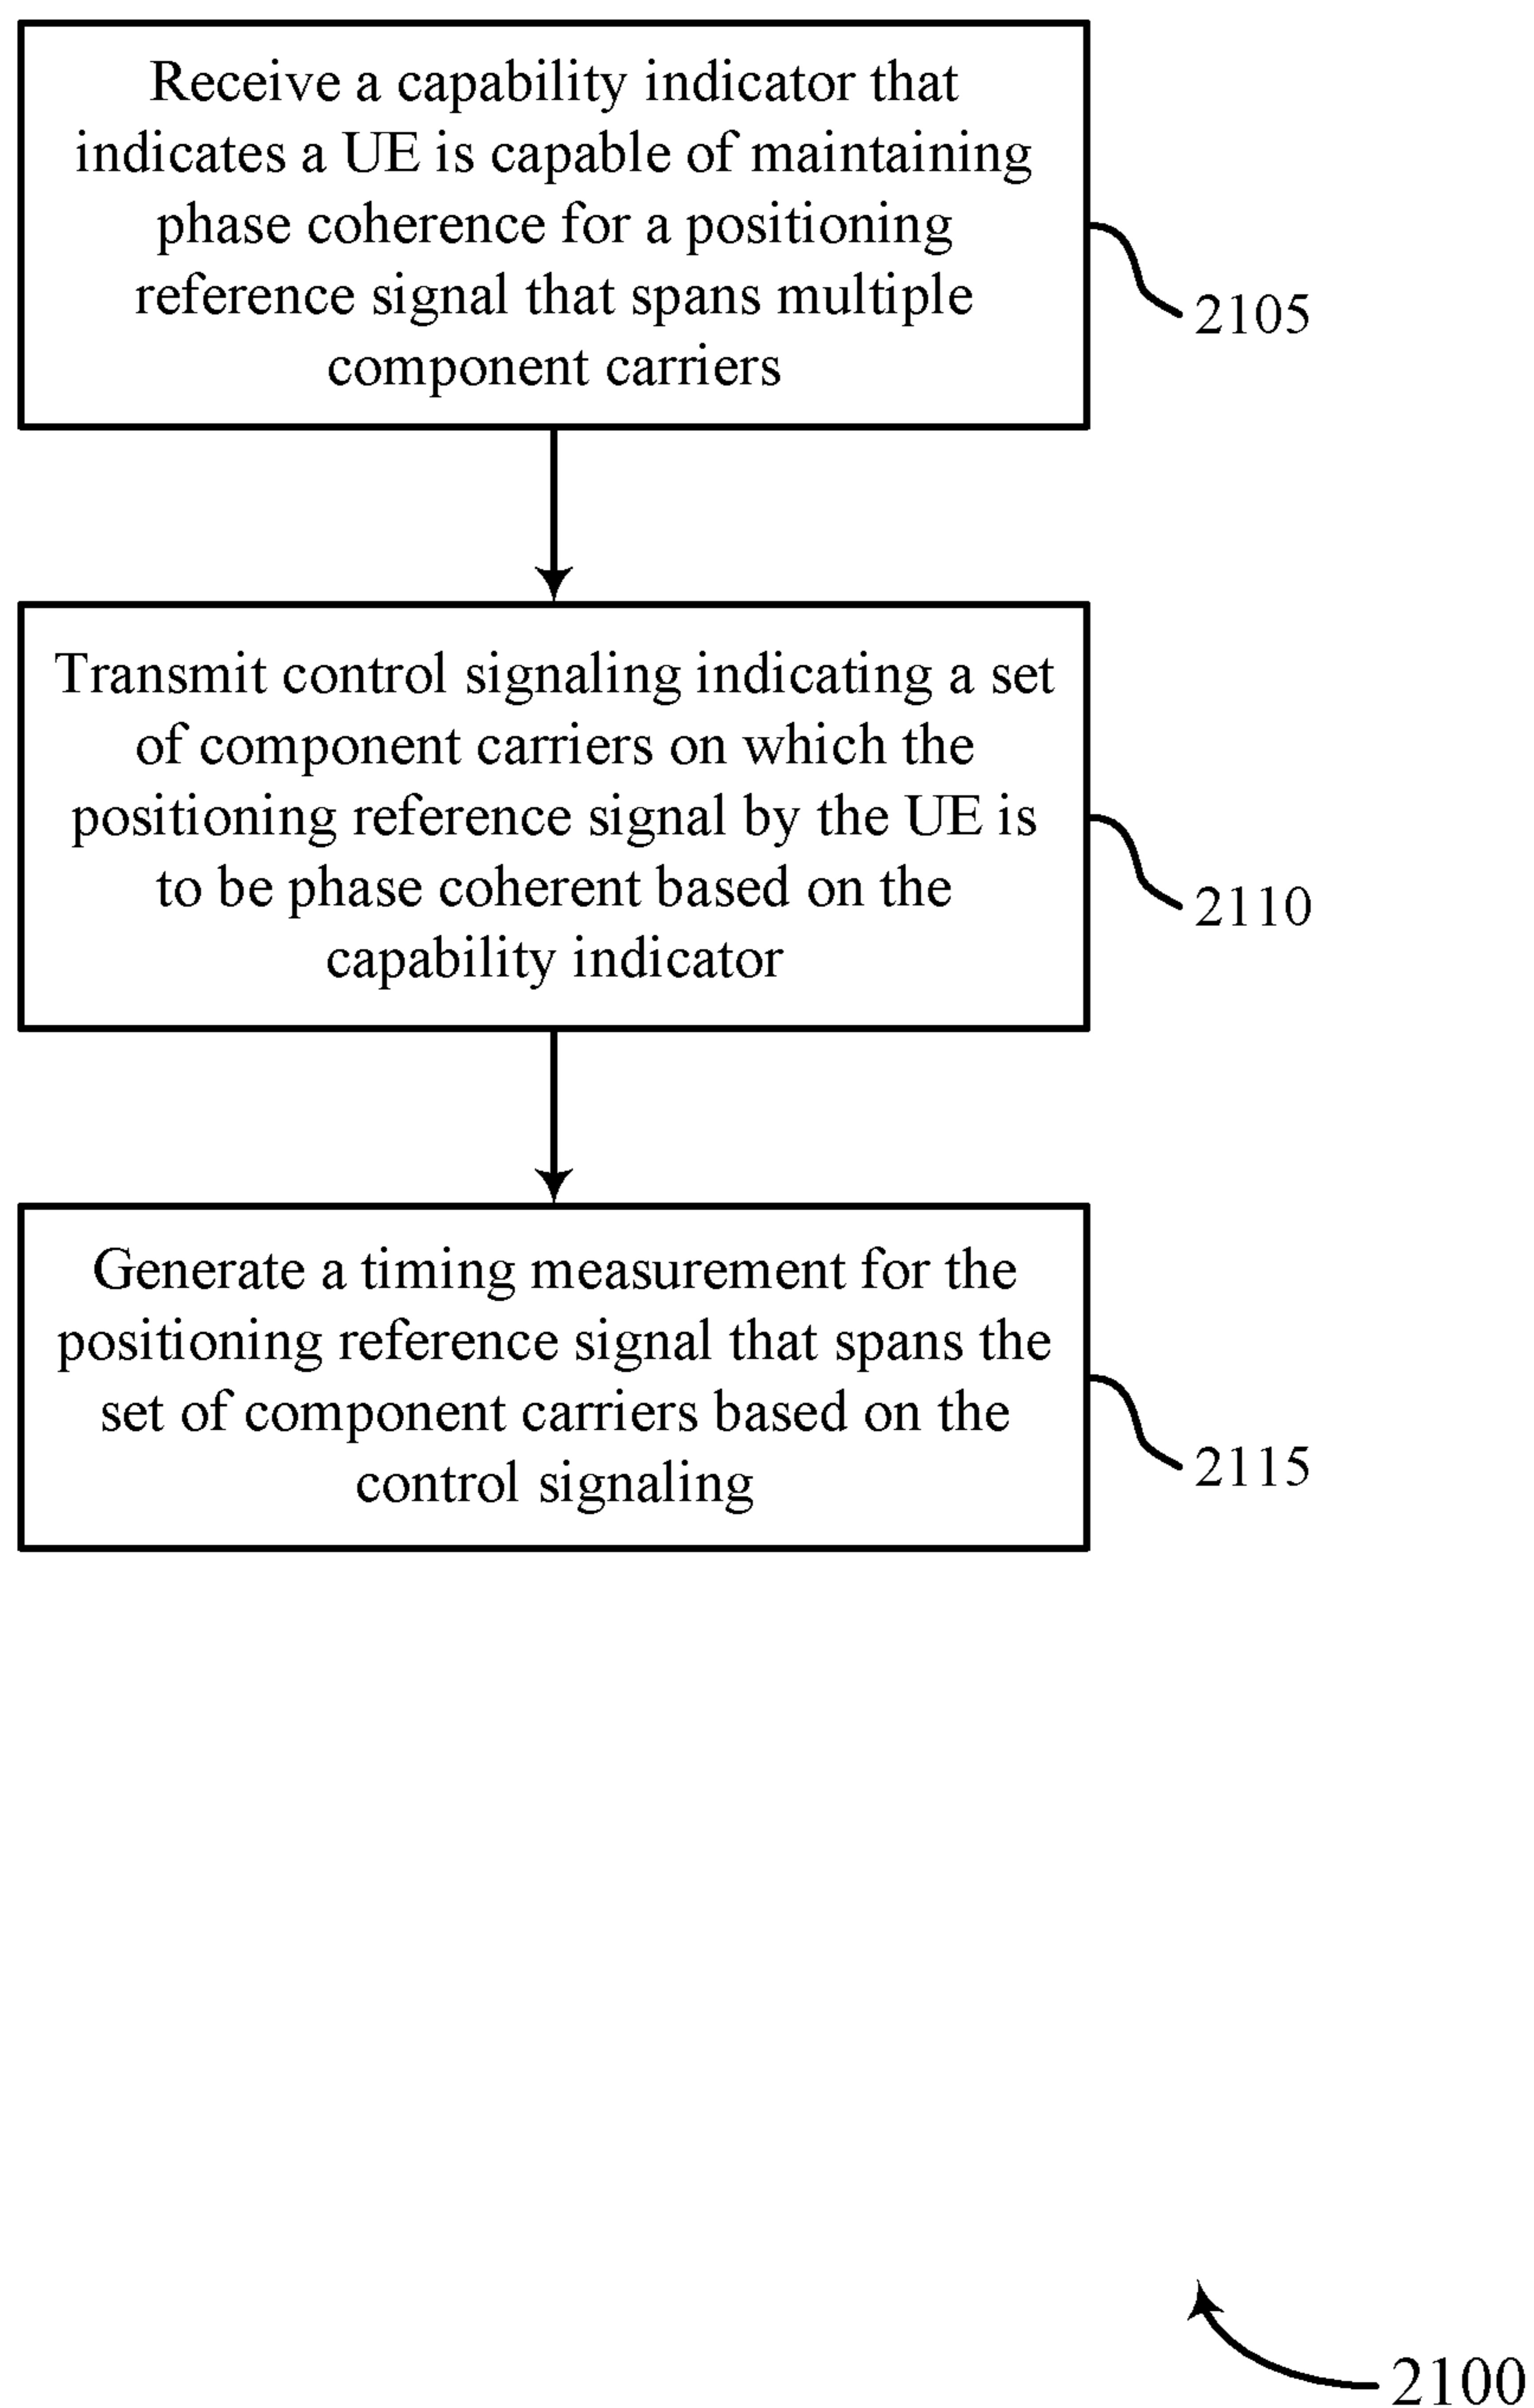 Receive a capability indicator that
indicates a UE is capable of maintaining
phase coherence for a positioning
reference signal that spans multiple
component carriers
2105
Transmit control signaling indicating a set
of component carriers on which the
positioning reference signal by the UE is
to be phase coherent based on the
capability indicator
2110
Generate a timing measurement for the
positioning reference signal that spans the
set of component carriers based on the
control signaling
2115
2100